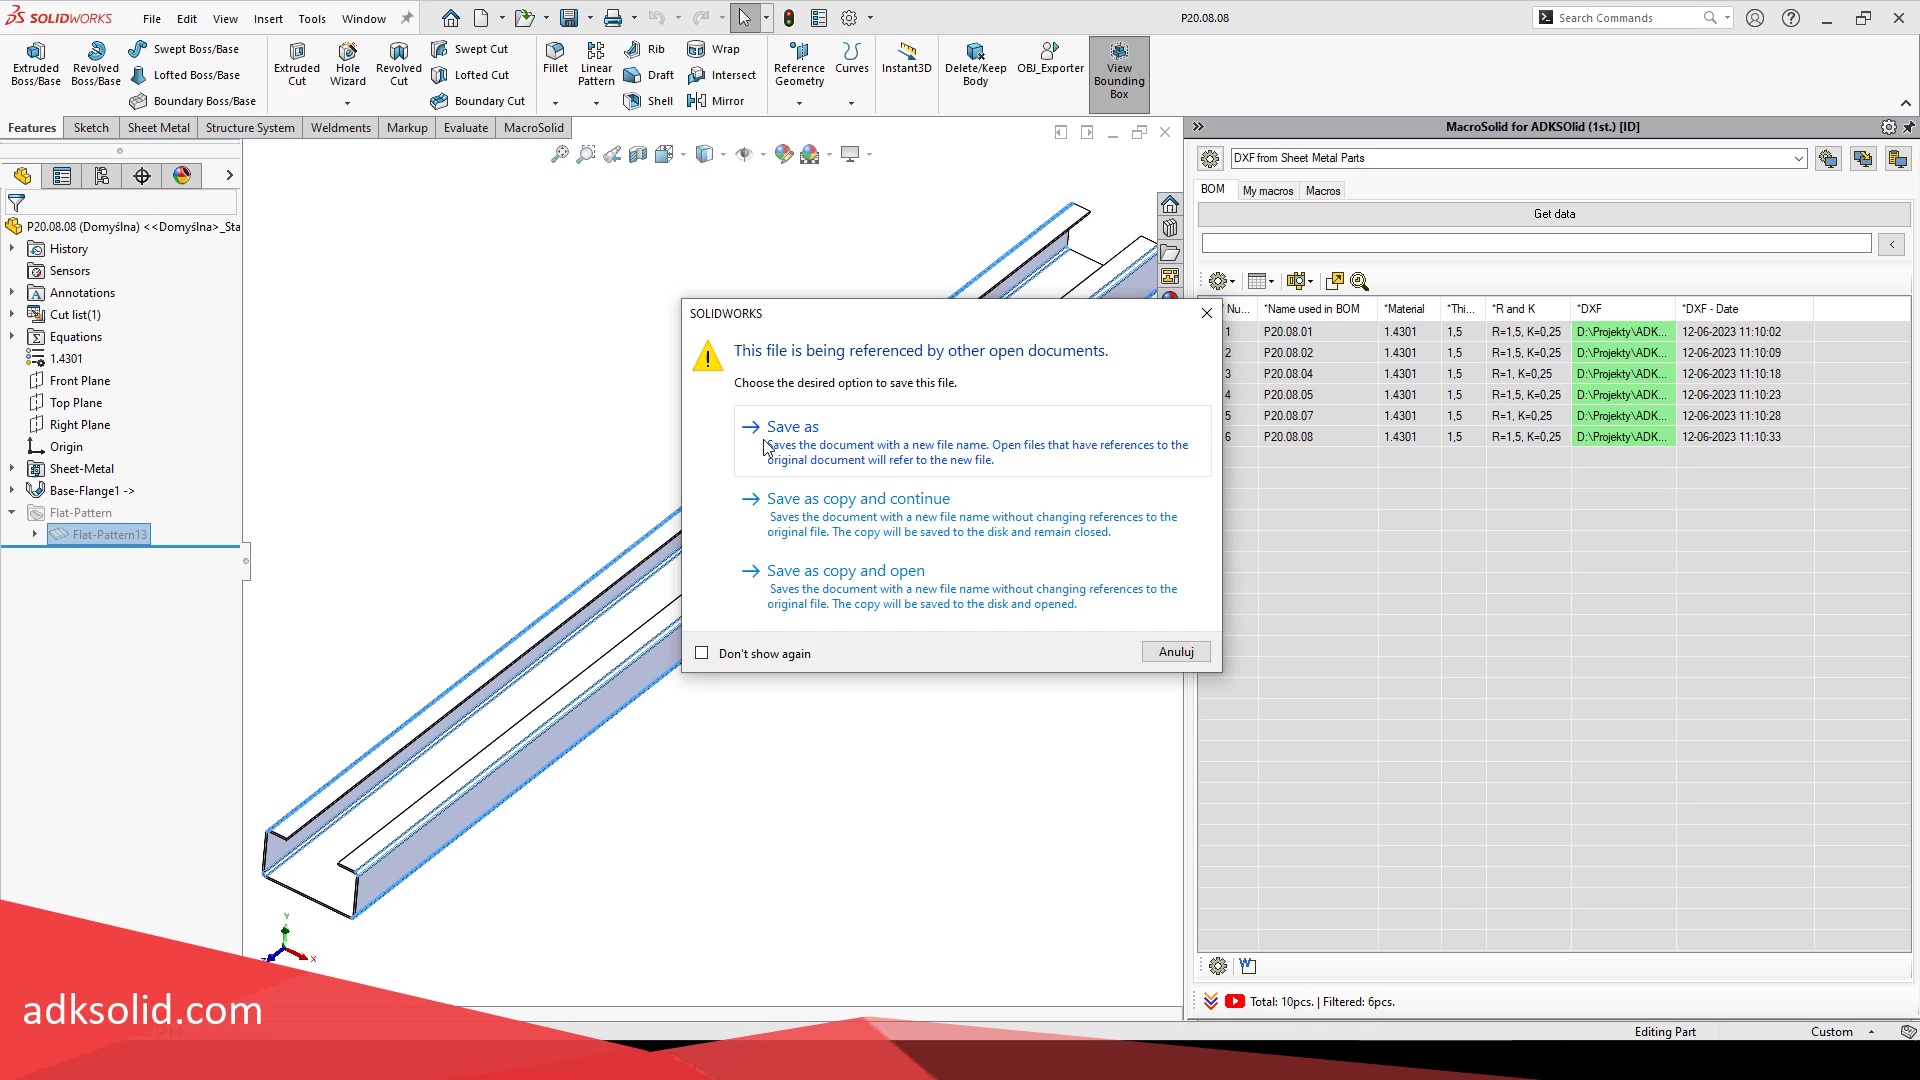 SOLIDWORKS
File Edit View Insert Tools Window
P20.08.08
Search Commands
Extruded Boss/Base
Revolved Boss/Base
Swept Boss/Base
Lofted Boss/Base
Boundary Boss/Base
Extruded Cut
Hole Wizard
Revolved Cut
Swept Cut
Lofted Cut
Boundary Cut
Fillet
Linear Pattern
Rib
Draft
Shell
Wrap
Intersect
Mirror
Reference Geometry
Curves
Instant3D
Delete/Keep Body
OBJ_Exporter
View Bounding Box
Features Sketch Sheet Metal Structure System Weldments Markup Evaluate MacroSolid
P20.08.08 (Domyślna) <<Domyślna>_Sta
History
Sensors
Annotations
Cut list(1)
Equations
1.4301
Front Plane
Top Plane
Right Plane
Origin
Sheet-Metal
Base-Flange1 ->
Flat-Pattern
Flat-Pattern13
Y
X
Z
SOLIDWORKS
This file is being referenced by other open documents.
Choose the desired option to save this file.
Save as
Saves the document with a new file name. Open files that have references to the
original document will refer to the new file.
Save as copy and continue
Saves the document with a new file name without changing references to the
original file. The copy will be saved to the disk and remain closed.
Save as copy and open
Saves the document with a new file name without changing references to the
original file. The copy will be saved to the disk and opened.
Don't show again
Anuluj
MacroSolid for ADKSOlid (1st.) [ID]
DXF from Sheet Metal Parts
BOM My macros Macros
Get data
<
Nu... *Name used in BOM *Material *Thi... *R and K *DXF *DXF - Date
1 P20.08.01 1.4301 1,5 R=1,5, K=0,25 D:\Projekty\ADK... 12-06-2023 11:10:02
2 P20.08.02 1.4301 1,5 R=1,5, K=0,25 D:\Projekty\ADK... 12-06-2023 11:10:09
3 P20.08.04 1.4301 1,5 R=1, K=0,25 D:\Projekty\ADK... 12-06-2023 11:10:18
4 P20.08.05 1.4301 1,5 R=1,5, K=0,25 D:\Projekty\ADK... 12-06-2023 11:10:23
5 P20.08.07 1.4301 1,5 R=1, K=0,25 D:\Projekty\ADK... 12-06-2023 11:10:28
6 P20.08.08 1.4301 1,5 R=1,5, K=0,25 D:\Projekty\ADK... 12-06-2023 11:10:33
Total: 10pcs. | Filtered: 6pcs.
Editing Part
Custom
adksolid.com